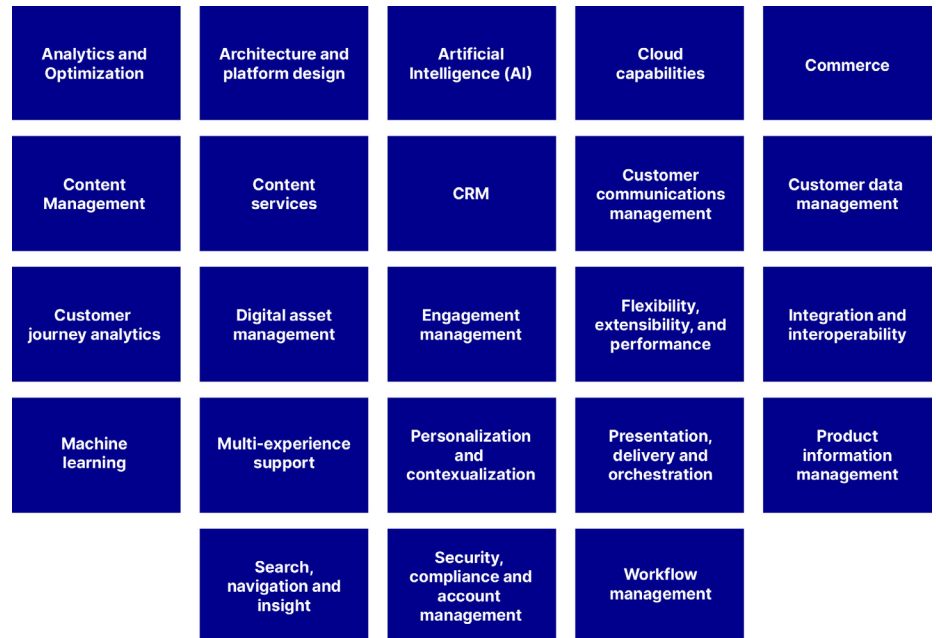 Analytics and
Optimization
Architecture and
platform design
Artificial
Intelligence (AI)
Cloud
capabilities
Commerce
Content
Management
Content
services
CRM
Customer
communications
management
Customer data
management
Customer
journey analytics
Digital asset
management
Engagement
management
Flexibility,
extensibility, and
performance
Integration and
interoperability
Machine
learning
Multi-experience
support
Personalization
and
contexualization
Presentation,
delivery and
orchestration
Product
information
management
Search,
navigation and
insight
Security,
compliance and
account
management
Workflow
management